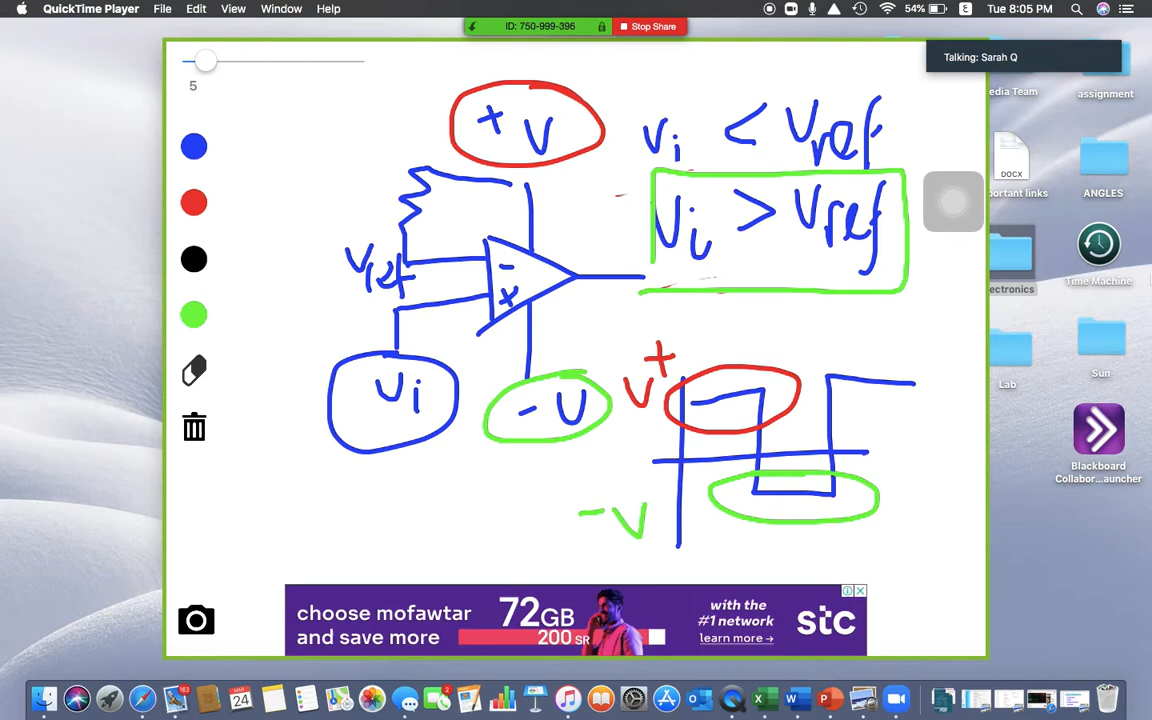 QuickTime Player File Edit View Window Help
54% ع Tue 8:05 PM
ID: 750-999-396 Stop Share
Talking: Sarah Q
5
+ V
Vi < Vref
Vi > Vref
Vref
-
+
Vi
- V
V+
-V
edia Team
assignment
DOCX
portant links
ANGLES
ectronics
Time Machine
Lab
Sun
Blackboard
Collabor...auncher
choose mofawtar
and save more
72GB
200 SR
with the
#1 network
learn more→
stc
163
MAR
24
2